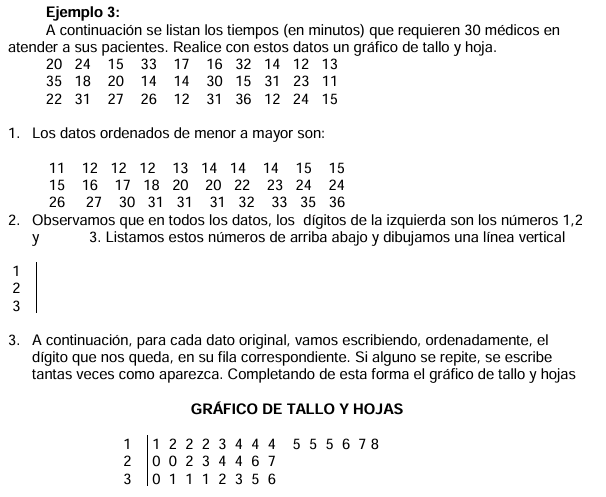 Ejemplo 3:
A continuación se listan los tiempos (en minutos) que requieren 30 médicos en
atender a sus pacientes. Realice con estos datos un gráfico de tallo y hoja.
20 24 15 33 17 16 32 14 12 13
35 18 20 14 14 30 15 31 23 11
22 31 27 26 12 31 36 12 24 15
1. Los datos ordenados de menor a mayor son:
11 12 12 12 13 14 14 14 15 15
15 16 17 18 20 20 22 23 24 24
26 27 30 31 31 31 32 33 35 36
2. Observamos que en todos los datos, los dígitos de la izquierda son los números 1,2
y 3. Listamos estos números de arriba abajo y dibujamos una línea vertical
1
2
3
3. A continuación, para cada dato original, vamos escribiendo, ordenadamente, el
dígito que nos queda, en su fila correspondiente. Si alguno se repite, se escribe
tantas veces como aparezca. Completando de esta forma el gráfico de tallo y hojas
GRÁFICO DE TALLO Y HOJAS
1 1 2 2 2 3 4 4 4 5 5 5 6 7 8
2 0 0 2 3 4 4 6 7
3 0 1 1 1 2 3 5 6